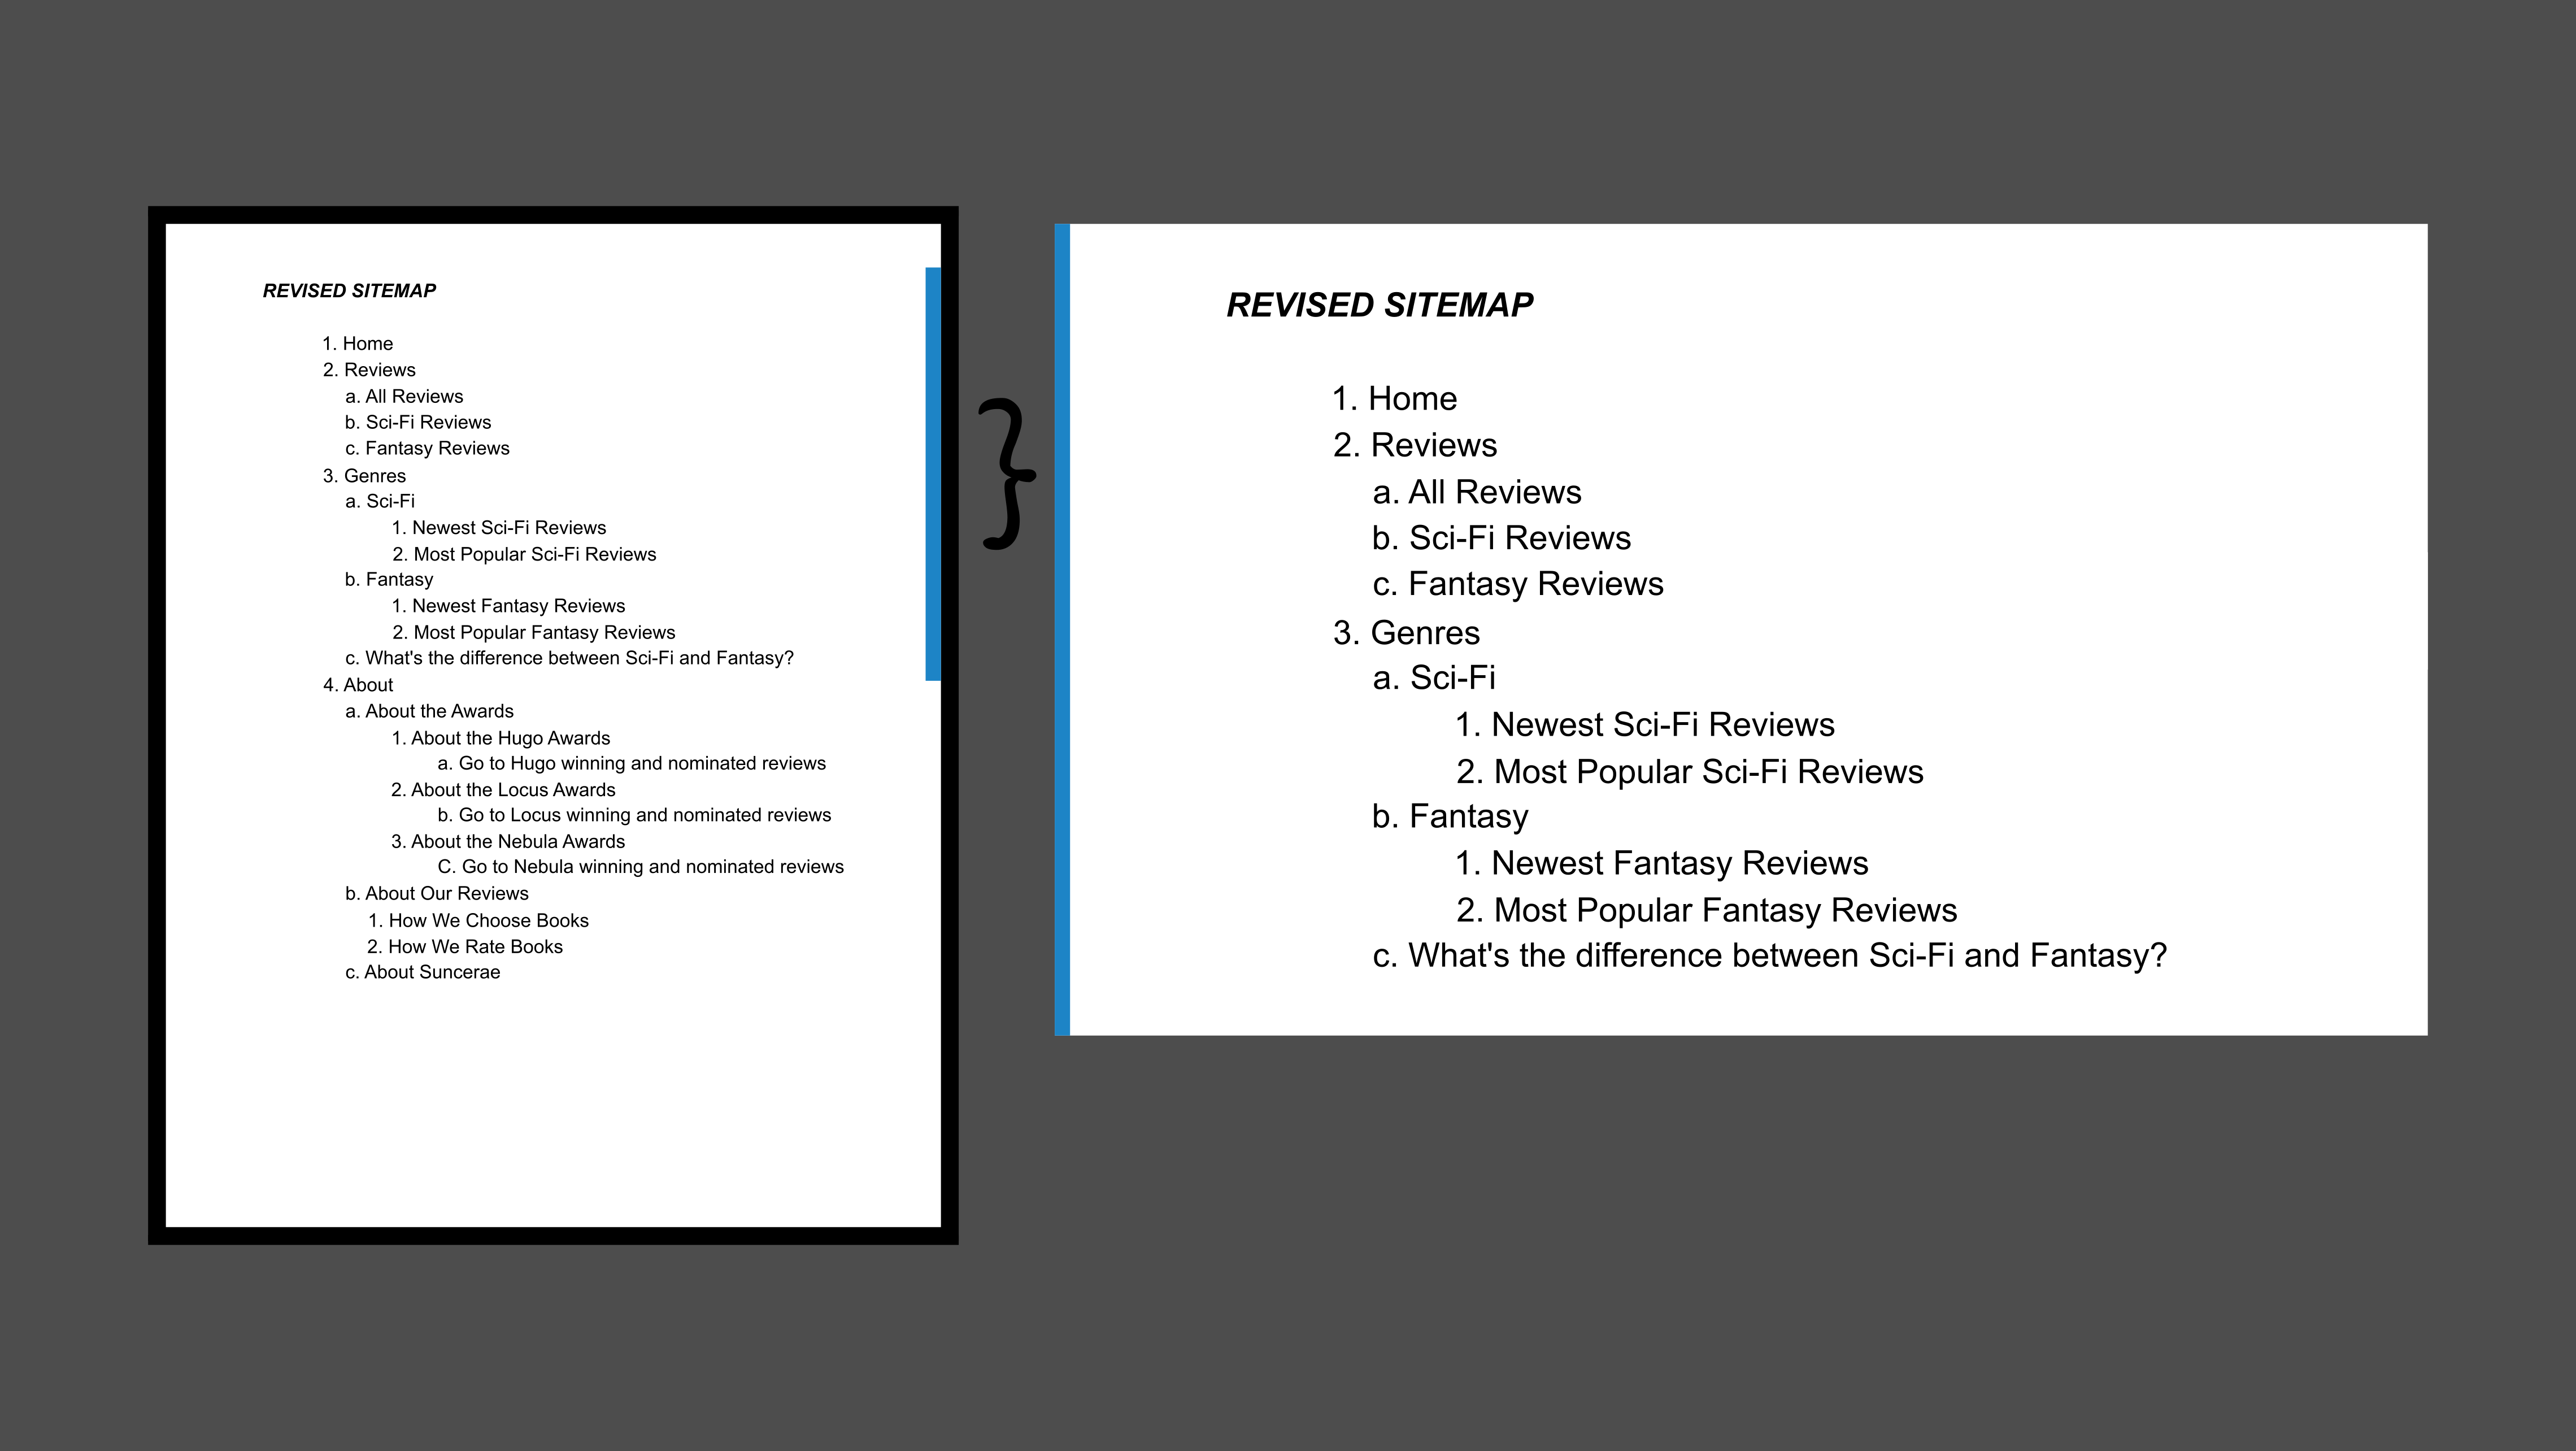 REVISED SITEMAP
1. Home
2. Reviews
a. All Reviews
b. Sci-Fi Reviews
c. Fantasy Reviews
3. Genres
a. Sci-Fi
1. Newest Sci-Fi Reviews
2. Most Popular Sci-Fi Reviews
b. Fantasy
1. Newest Fantasy Reviews
2. Most Popular Fantasy Reviews
c. What's the difference between Sci-Fi and Fantasy?
4. About
a. About the Awards
1. About the Hugo Awards
a. Go to Hugo winning and nominated reviews
2. About the Locus Awards
b. Go to Locus winning and nominated reviews
3. About the Nebula Awards
C. Go to Nebula winning and nominated reviews
b. About Our Reviews
1. How We Choose Books
2. How We Rate Books
c. About Suncerae
}
REVISED SITEMAP
1. Home
2. Reviews
a. All Reviews
b. Sci-Fi Reviews
c. Fantasy Reviews
3. Genres
a. Sci-Fi
1. Newest Sci-Fi Reviews
2. Most Popular Sci-Fi Reviews
b. Fantasy
1. Newest Fantasy Reviews
2. Most Popular Fantasy Reviews
c. What's the difference between Sci-Fi and Fantasy?